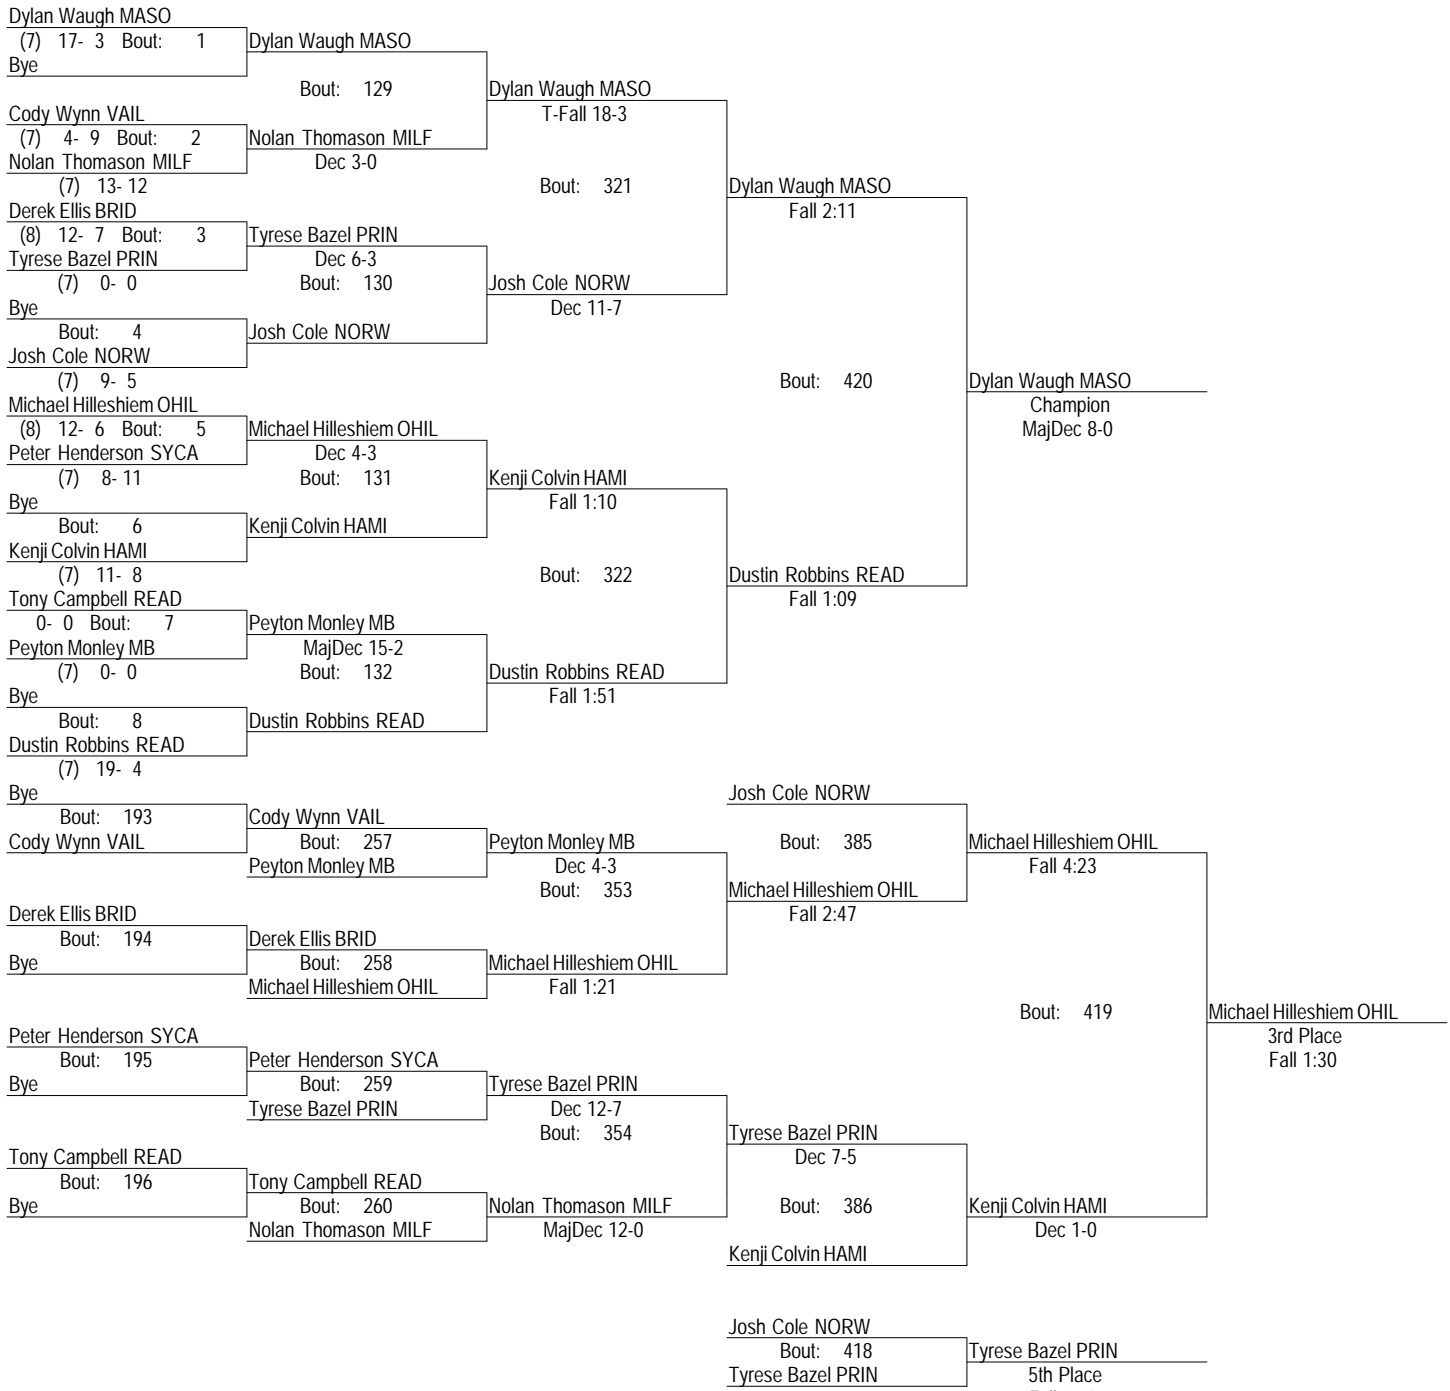 Dylan Waugh MASO
(7) 17- 3 Bout: 1 Dylan Waugh MASO
Bye
Bout: 129 Dylan Waugh MASO
Cody Wynn VAIL T-Fall 18-3
(7) 4- 9 Bout: 2 Nolan Thomason MILF
Nolan Thomason MILF Dec 3-0
(7) 13- 12 Bout: 321 Dylan Waugh MASO
Derek Ellis BRID Fall 2:11
(8) 12- 7 Bout: 3 Tyrese Bazel PRIN
Tyrese Bazel PRIN Dec 6-3
(7) 0- 0 Bout: 130 Josh Cole NORW
Bye Dec 11-7
Bout: 4 Josh Cole NORW
Josh Cole NORW
(7) 9- 5 Bout: 420 Dylan Waugh MASO
Michael Hilleshiem OHIL Champion
(8) 12- 6 Bout: 5 Michael Hilleshiem OHIL MajDec 8-0
Peter Henderson SYCA Dec 4-3
(7) 8- 11 Bout: 131 Kenji Colvin HAMI
Bye Fall 1:10
Bout: 6 Kenji Colvin HAMI
Kenji Colvin HAMI
(7) 11- 8 Bout: 322 Dustin Robbins READ
Tony Campbell READ Fall 1:09
0- 0 Bout: 7 Peyton Monley MB
Peyton Monley MB MajDec 15-2
(7) 0- 0 Bout: 132 Dustin Robbins READ
Bye Fall 1:51
Bout: 8 Dustin Robbins READ
Dustin Robbins READ
(7) 19- 4
Bye Josh Cole NORW
Bout: 193 Cody Wynn VAIL
Cody Wynn VAIL Bout: 257 Peyton Monley MB Bout: 385 Michael Hilleshiem OHIL
Peyton Monley MB Dec 4-3 Fall 4:23
Bout: 353 Michael Hilleshiem OHIL
Derek Ellis BRID Fall 2:47
Bout: 194 Derek Ellis BRID
Bye Bout: 258 Michael Hilleshiem OHIL
Michael Hilleshiem OHIL Fall 1:21
Bout: 419 Michael Hilleshiem OHIL
Peter Henderson SYCA 3rd Place
Bout: 195 Peter Henderson SYCA Fall 1:30
Bye Bout: 259 Tyrese Bazel PRIN
Tyrese Bazel PRIN Dec 12-7
Bout: 354 Tyrese Bazel PRIN
Tony Campbell READ Dec 7-5
Bout: 196 Tony Campbell READ
Bye Bout: 260 Nolan Thomason MILF Bout: 386 Kenji Colvin HAMI
Nolan Thomason MILF MajDec 12-0 Dec 1-0
Kenji Colvin HAMI
Josh Cole NORW
Bout: 418 Tyrese Bazel PRIN
Tyrese Bazel PRIN 5th Place